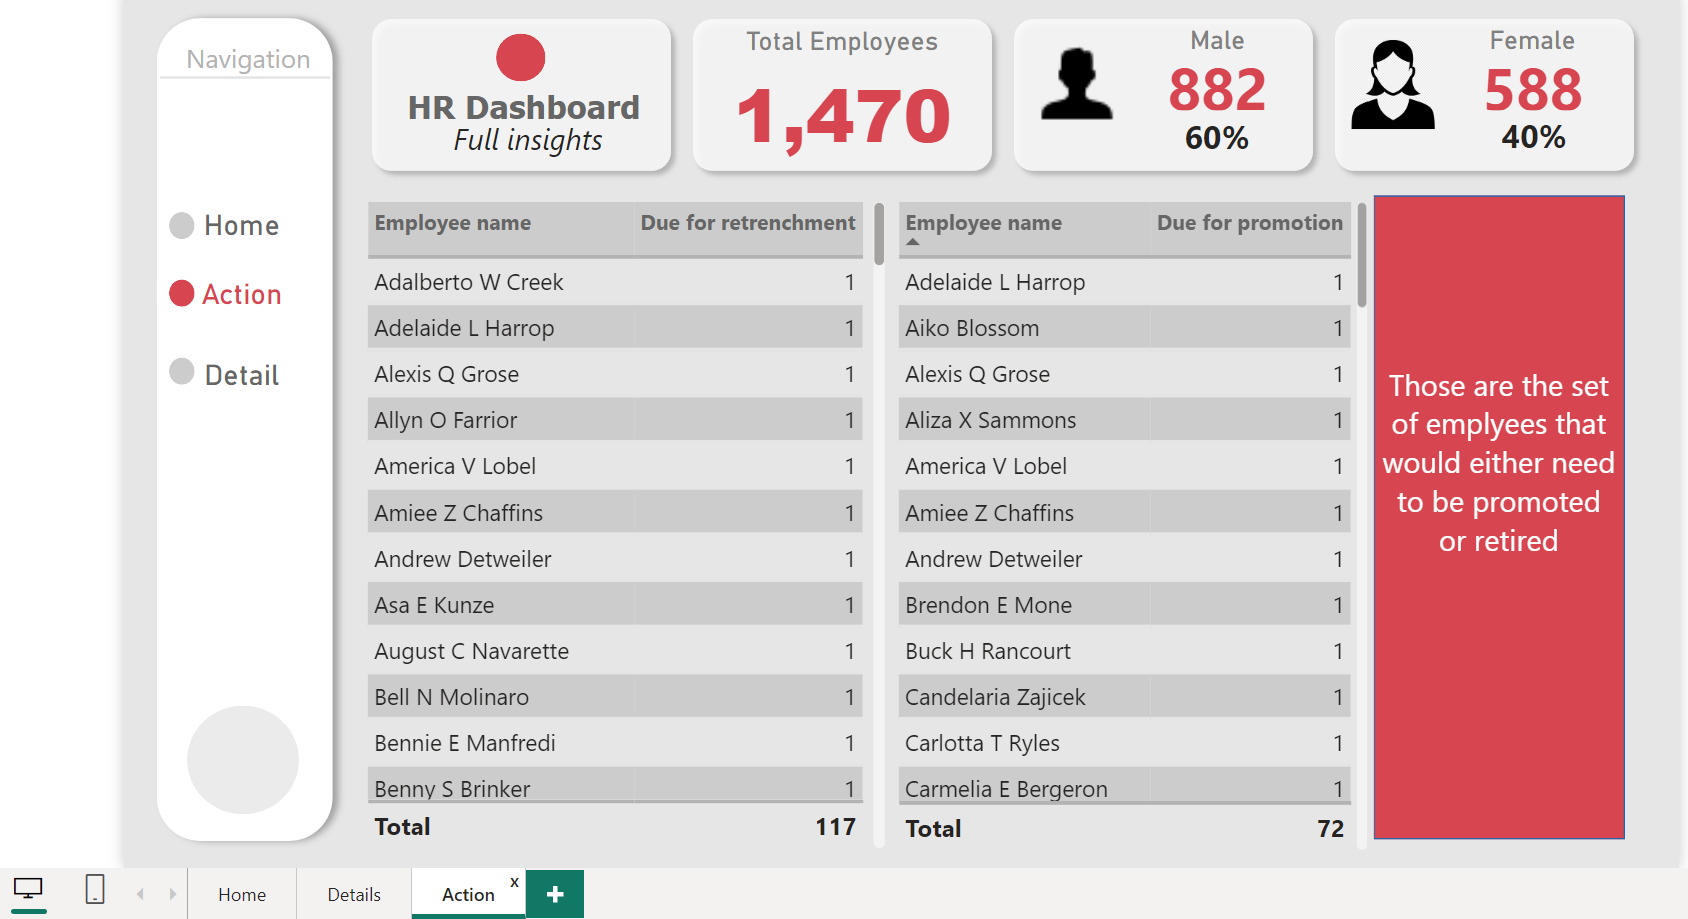 Navigation
Home
Action
Detail
HR Dashboard
Full insights
Total Employees
1,470
Male
882
60%
Female
588
40%
Employee name Due for retrenchment
Adalberto W Creek 1
Adelaide L Harrop 1
Alexis Q Grose 1
Allyn O Farrior 1
America V Lobel 1
Amiee Z Chaffins 1
Andrew Detweiler 1
Asa E Kunze 1
August C Navarette 1
Bell N Molinaro 1
Bennie E Manfredi 1
Benny S Brinker 1
Total 117
Employee name Due for promotion
Adelaide L Harrop 1
Aiko Blossom 1
Alexis Q Grose 1
Aliza X Sammons 1
America V Lobel 1
Amiee Z Chaffins 1
Andrew Detweiler 1
Brendon E Mone 1
Buck H Rancourt 1
Candelaria Zajicek 1
Carlotta T Ryles 1
Carmelia E Bergeron 1
Total 72
Those are the set
of emplyees that
would either need
to be promoted
or retired
Home Details Action x +